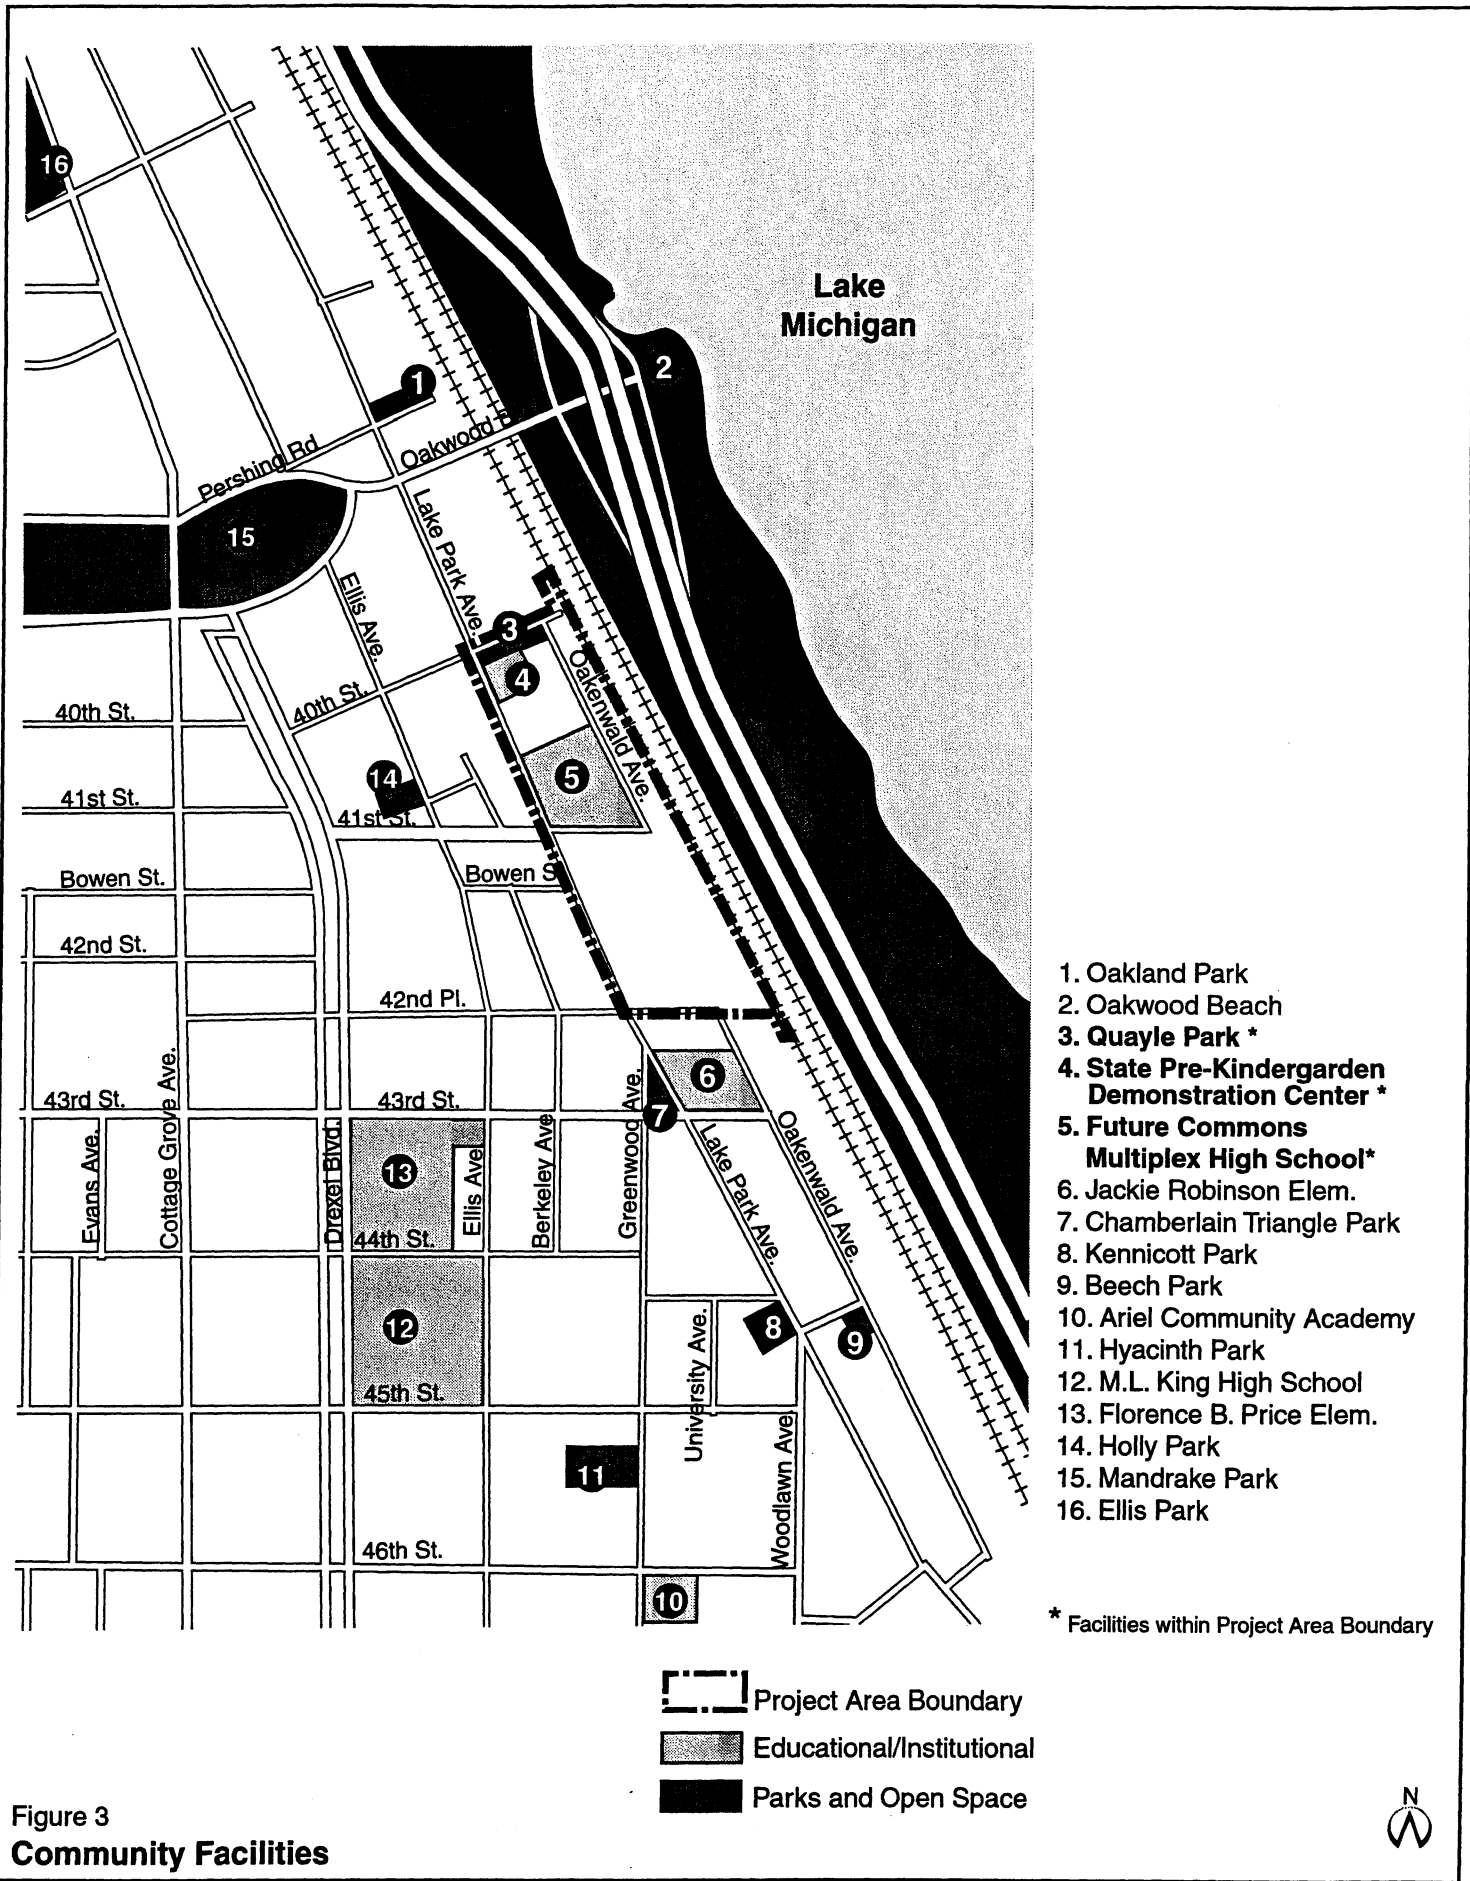 16
Lake
Michigan
2
1
Pershing Rd
Oakwood B
15
Lake Park Ave.
Ellis Ave.
3
4
Oakenwald Ave.
40th St.
40th St.
14
5
41st St.
41st St.
Bowen St.
Bowen S
42nd St.
42nd Pl.
6
7
43rd St.
43rd St.
Evans Ave.
Cottage Grove Ave.
Drexel Blvd.
13
Ellis Ave
Berkeley Ave
Greenwood Ave.
Lake Park Ave.
Oakenwald Ave.
44th St.
12
8
9
University Ave.
45th St.
11
Woodlawn Ave
46th St.
10
1. Oakland Park
2. Oakwood Beach
3. Quayle Park *
4. State Pre-Kindergarden
Demonstration Center *
5. Future Commons
Multiplex High School*
6. Jackie Robinson Elem.
7. Chamberlain Triangle Park
8. Kennicott Park
9. Beech Park
10. Ariel Community Academy
11. Hyacinth Park
12. M.L. King High School
13. Florence B. Price Elem.
14. Holly Park
15. Mandrake Park
16. Ellis Park
* Facilities within Project Area Boundary
Project Area Boundary
Educational/Institutional
Parks and Open Space
N
Figure 3
Community Facilities